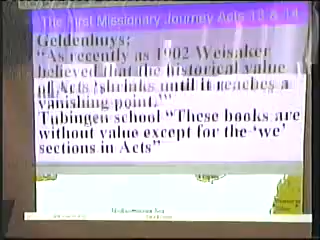 The First Missionary Journey Acts 13 & 14
Geldenhuys:
"As recently as 1902 Weisaker
believed that the historical value
of Acts 'shrinks until it reaches a
vanishing point.'"
Tubingen school "These books are
without value except for the 'we'
sections in Acts"
Mediterranean Sea